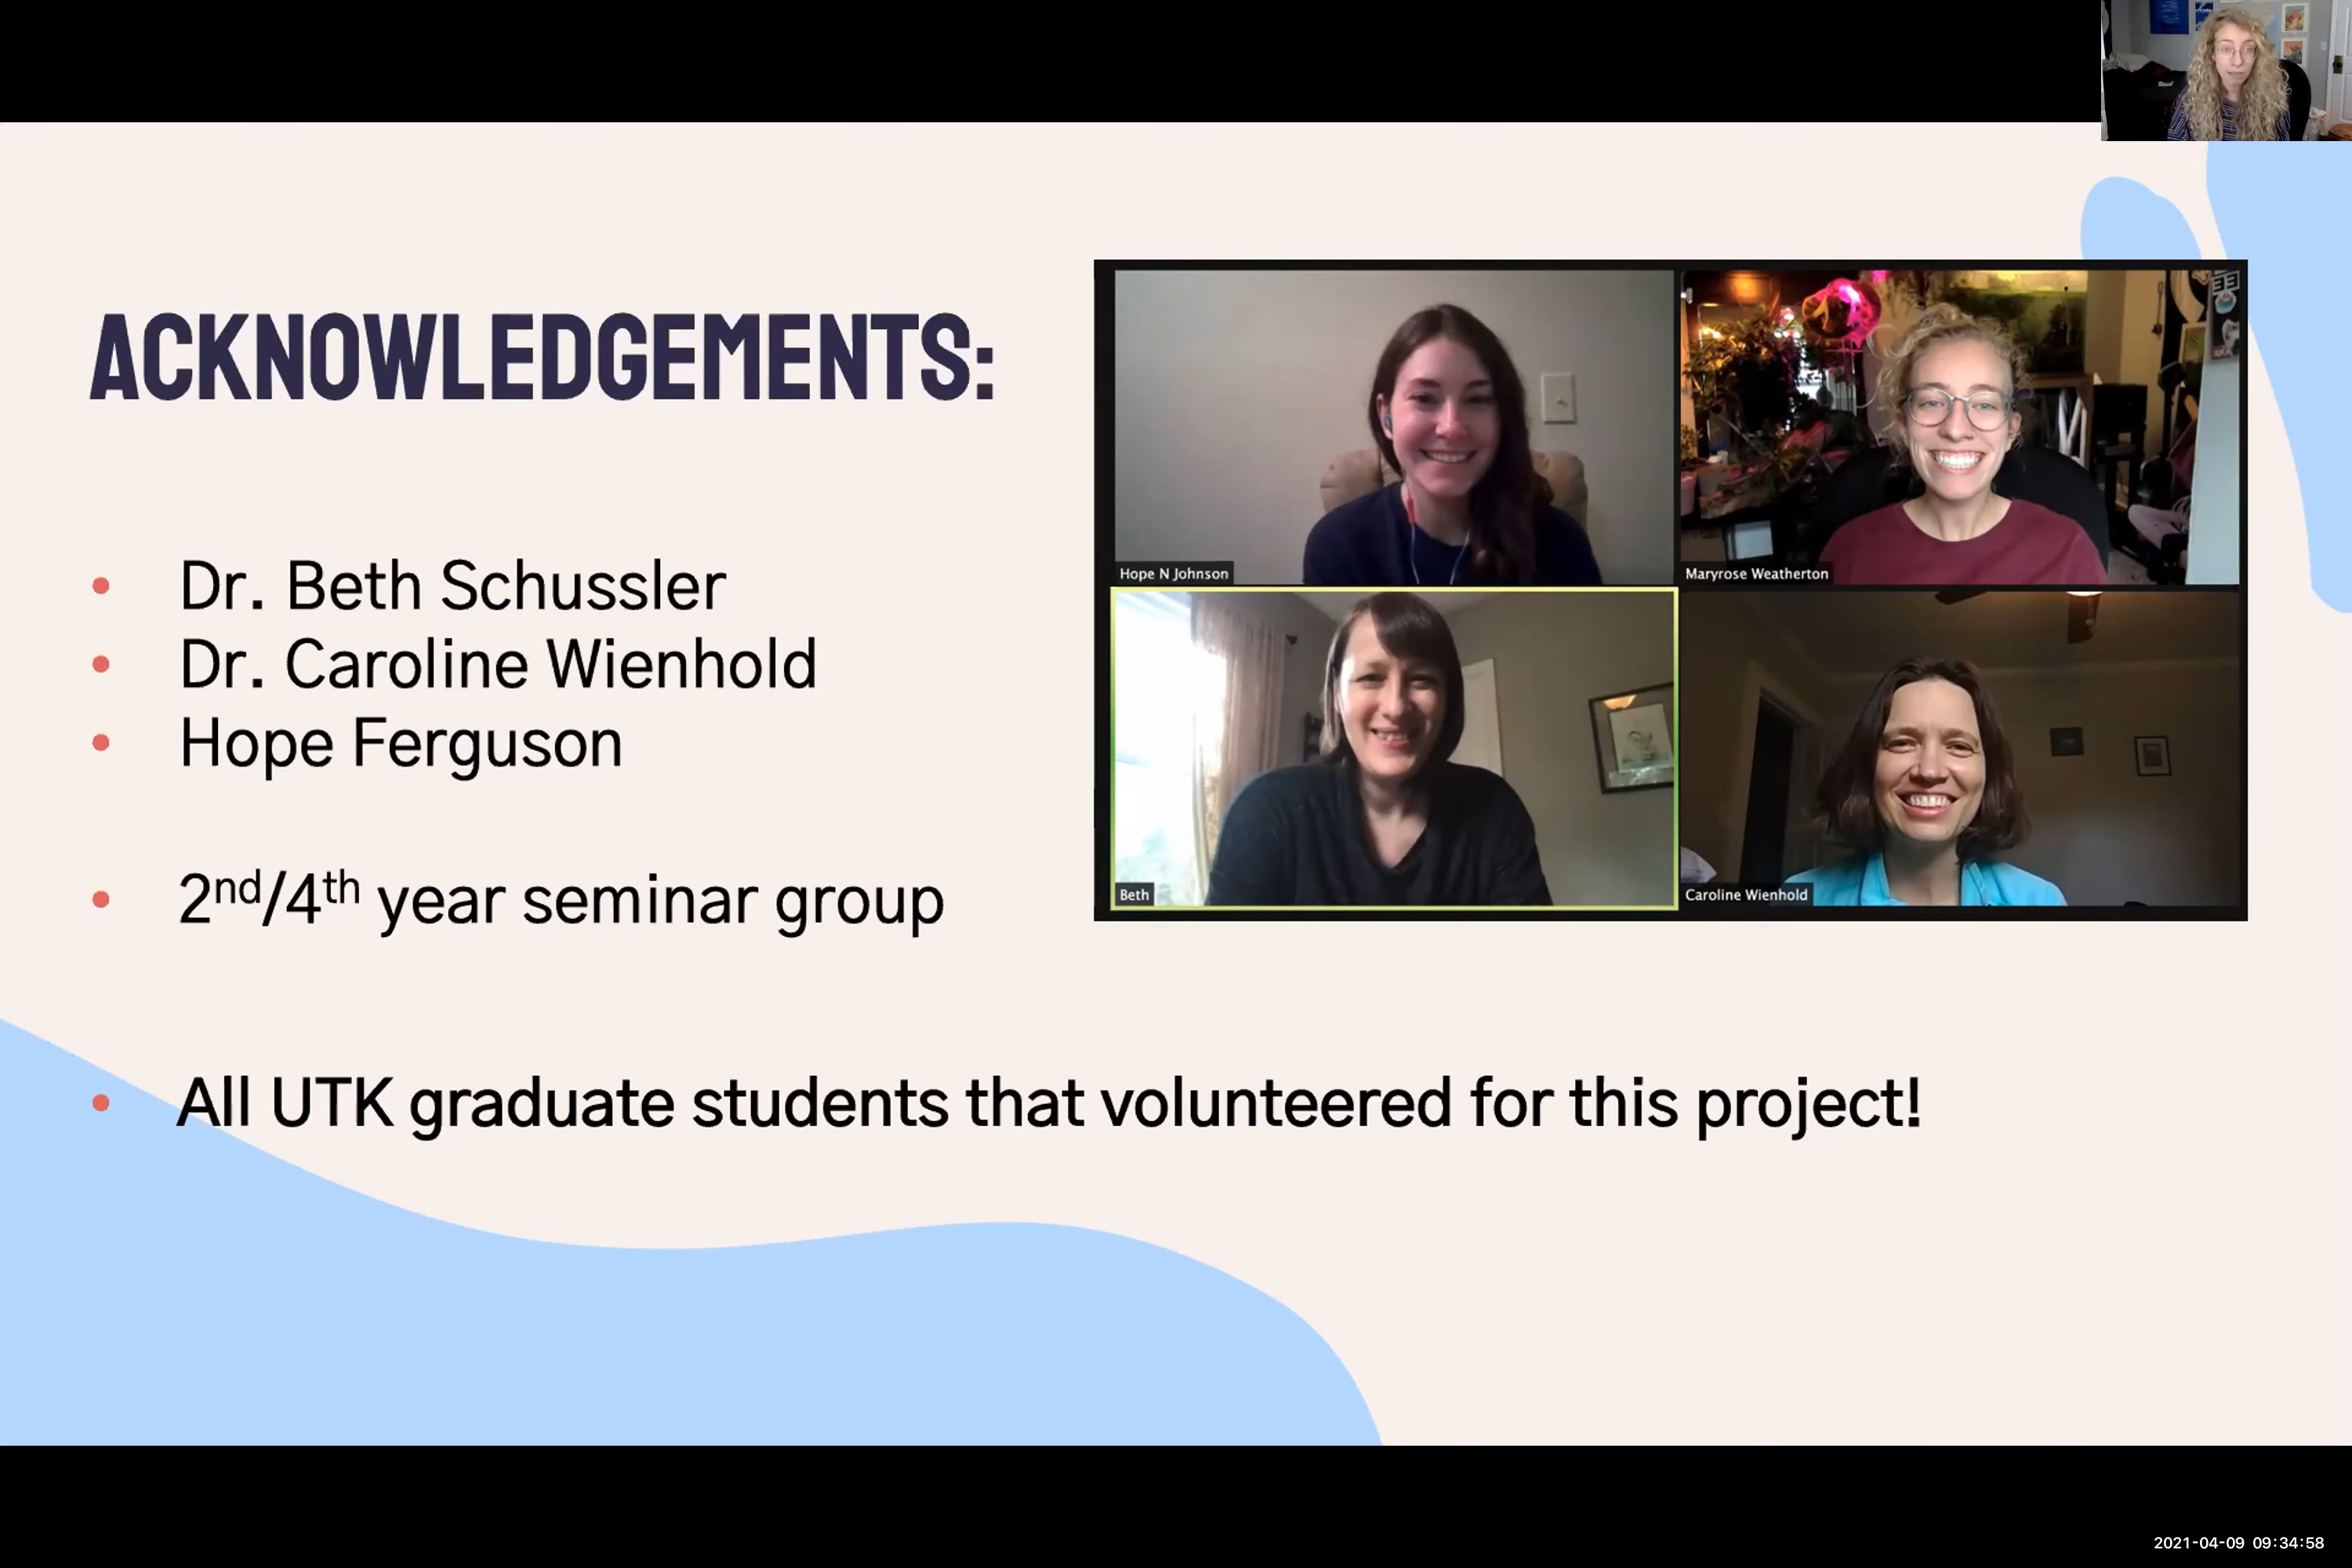 ACKNOWLEDGEMENTS:
• Dr. Beth Schussler
• Dr. Caroline Wienhold
• Hope Ferguson
• 2nd/4th year seminar group
• All UTK graduate students that volunteered for this project!
Hope N Johnson
Maryrose Weatherton
Beth
Caroline Wienhold
2021-04-09 09:34:58